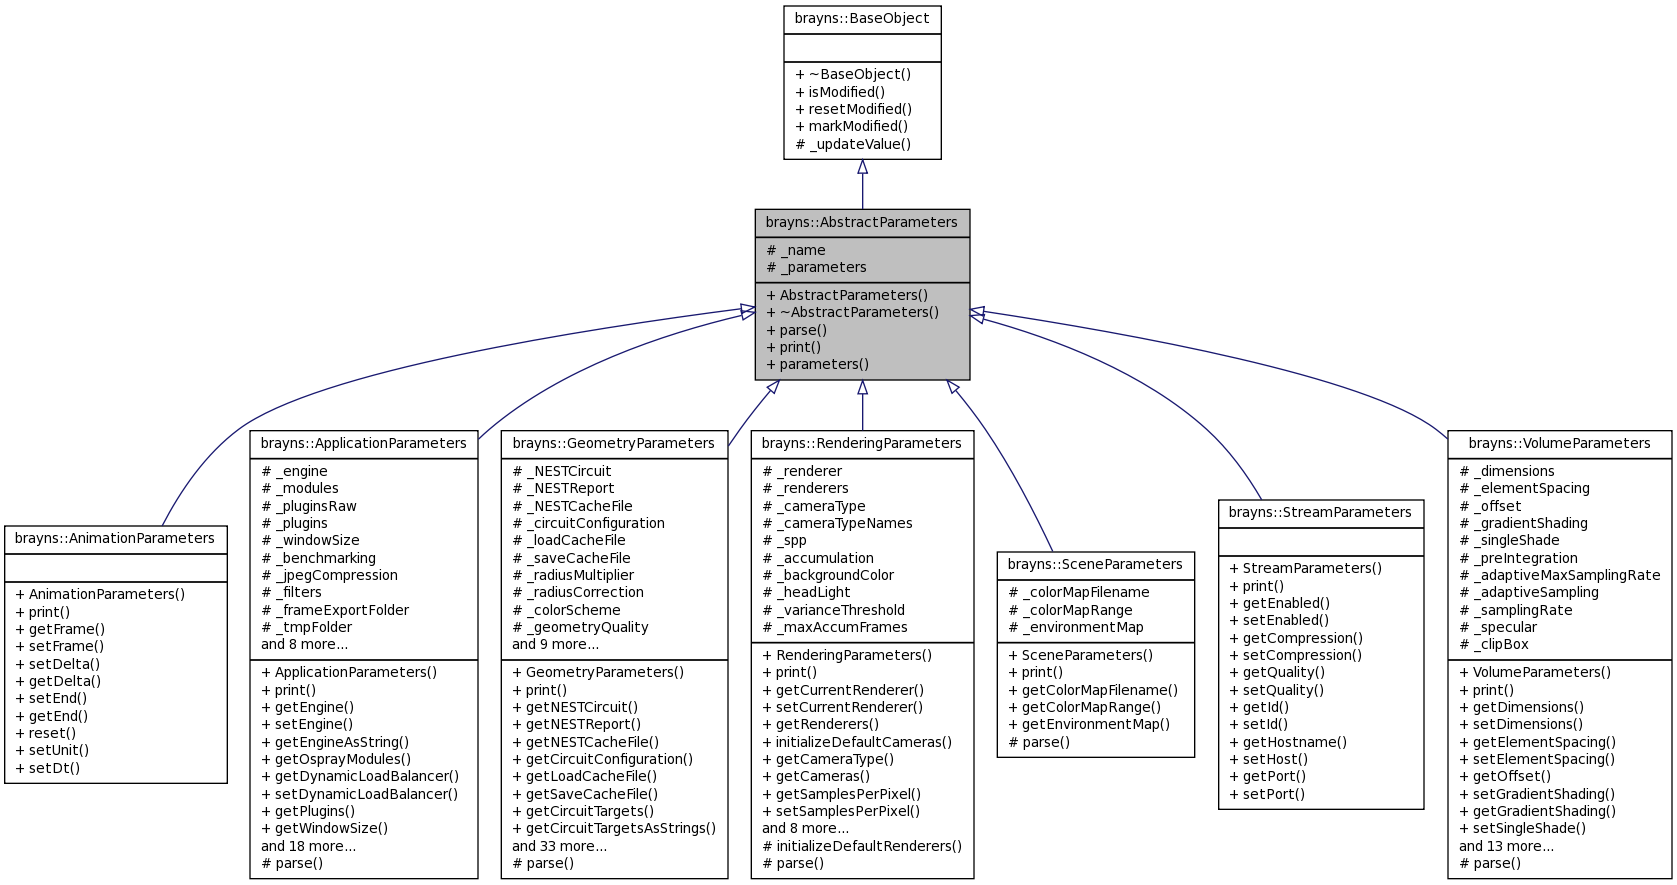 brayns::BaseObject
+ ~BaseObject()
+ isModified()
+ resetModified()
+ markModified()
# _updateValue()
brayns::AbstractParameters
# _name
# _parameters
+ AbstractParameters()
+ ~AbstractParameters()
+ parse()
+ print()
+ parameters()
brayns::AnimationParameters
+ AnimationParameters()
+ print()
+ getFrame()
+ setFrame()
+ setDelta()
+ getDelta()
+ setEnd()
+ getEnd()
+ reset()
+ setUnit()
+ setDt()
brayns::ApplicationParameters
# _engine
# _modules
# _pluginsRaw
# _plugins
# _windowSize
# _benchmarking
# _jpegCompression
# _filters
# _frameExportFolder
# _tmpFolder
and 8 more...
+ ApplicationParameters()
+ print()
+ getEngine()
+ setEngine()
+ getEngineAsString()
+ getOsprayModules()
+ getDynamicLoadBalancer()
+ setDynamicLoadBalancer()
+ getPlugins()
+ getWindowSize()
and 18 more...
# parse()
brayns::GeometryParameters
# _NESTCircuit
# _NESTReport
# _NESTCacheFile
# _circuitConfiguration
# _loadCacheFile
# _saveCacheFile
# _radiusMultiplier
# _radiusCorrection
# _colorScheme
# _geometryQuality
and 9 more...
+ GeometryParameters()
+ print()
+ getNESTCircuit()
+ getNESTReport()
+ getNESTCacheFile()
+ getCircuitConfiguration()
+ getLoadCacheFile()
+ getSaveCacheFile()
+ getCircuitTargets()
+ getCircuitTargetsAsStrings()
and 33 more...
# parse()
brayns::RenderingParameters
# _renderer
# _renderers
# _cameraType
# _cameraTypeNames
# _spp
# _accumulation
# _backgroundColor
# _headLight
# _varianceThreshold
# _maxAccumFrames
+ RenderingParameters()
+ print()
+ getCurrentRenderer()
+ setCurrentRenderer()
+ getRenderers()
+ initializeDefaultCameras()
+ getCameraType()
+ getCameras()
+ getSamplesPerPixel()
+ setSamplesPerPixel()
and 8 more...
# initializeDefaultRenderers()
# parse()
brayns::SceneParameters
# _colorMapFilename
# _colorMapRange
# _environmentMap
+ SceneParameters()
+ print()
+ getColorMapFilename()
+ getColorMapRange()
+ getEnvironmentMap()
# parse()
brayns::StreamParameters
+ StreamParameters()
+ print()
+ getEnabled()
+ setEnabled()
+ getCompression()
+ setCompression()
+ getQuality()
+ setQuality()
+ getId()
+ setId()
+ getHostname()
+ setHost()
+ getPort()
+ setPort()
brayns::VolumeParameters
# _dimensions
# _elementSpacing
# _offset
# _gradientShading
# _singleShade
# _preIntegration
# _adaptiveMaxSamplingRate
# _adaptiveSampling
# _samplingRate
# _specular
# _clipBox
+ VolumeParameters()
+ print()
+ getDimensions()
+ setDimensions()
+ getElementSpacing()
+ setElementSpacing()
+ getOffset()
+ setGradientShading()
+ getGradientShading()
+ setSingleShade()
and 13 more...
# parse()